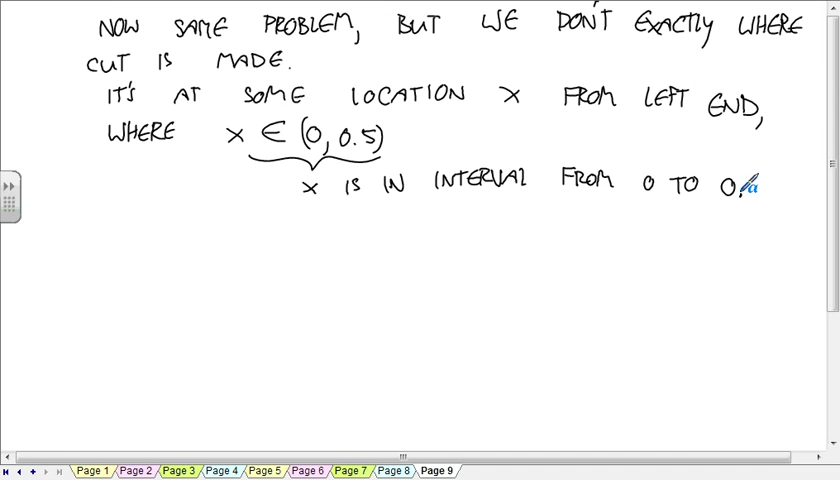 NOW SAME PROBLEM, BUT WE DON'T EXACTLY WHERE
CUT IS MADE.
IT'S AT SOME LOCATION X FROM LEFT END,
WHERE X ∈ (0, 0.5)
X IS IN INTERVAL FROM 0 TO 0.
Page 1 Page 2 Page 3 Page 4 Page 5 Page 6 Page 7 Page 8 Page 9